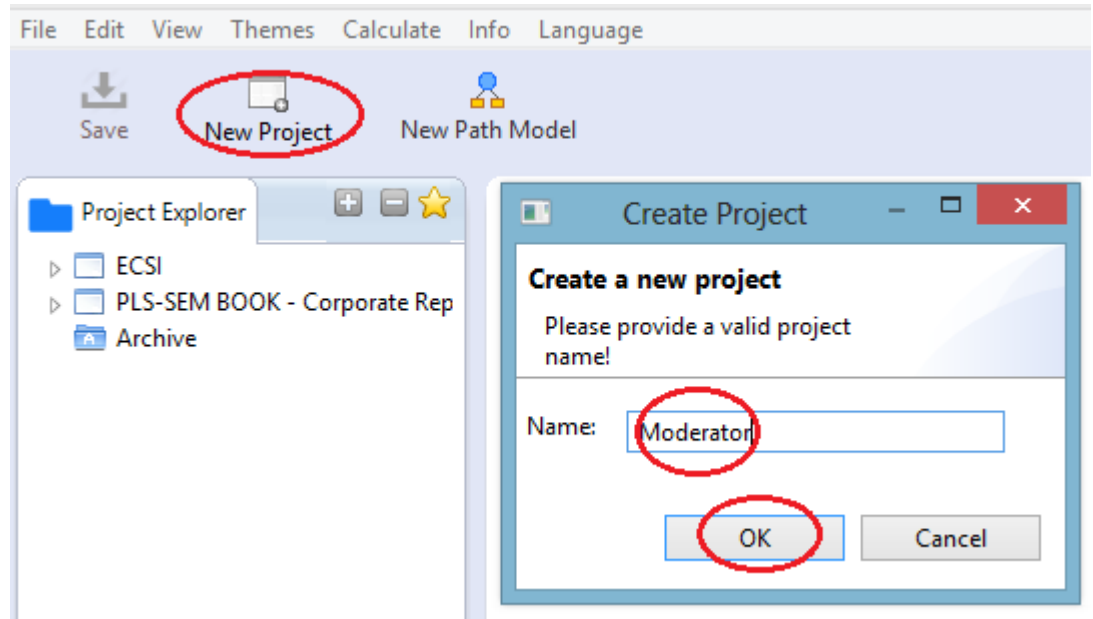 File Edit View Themes Calculate Info Language
Save New Project New Path Model
Project Explorer
ECSI
PLS-SEM BOOK - Corporate Rep
A Archive
Create Project
Create a new project
Please provide a valid project
name!
Name: Moderator
OK Cancel